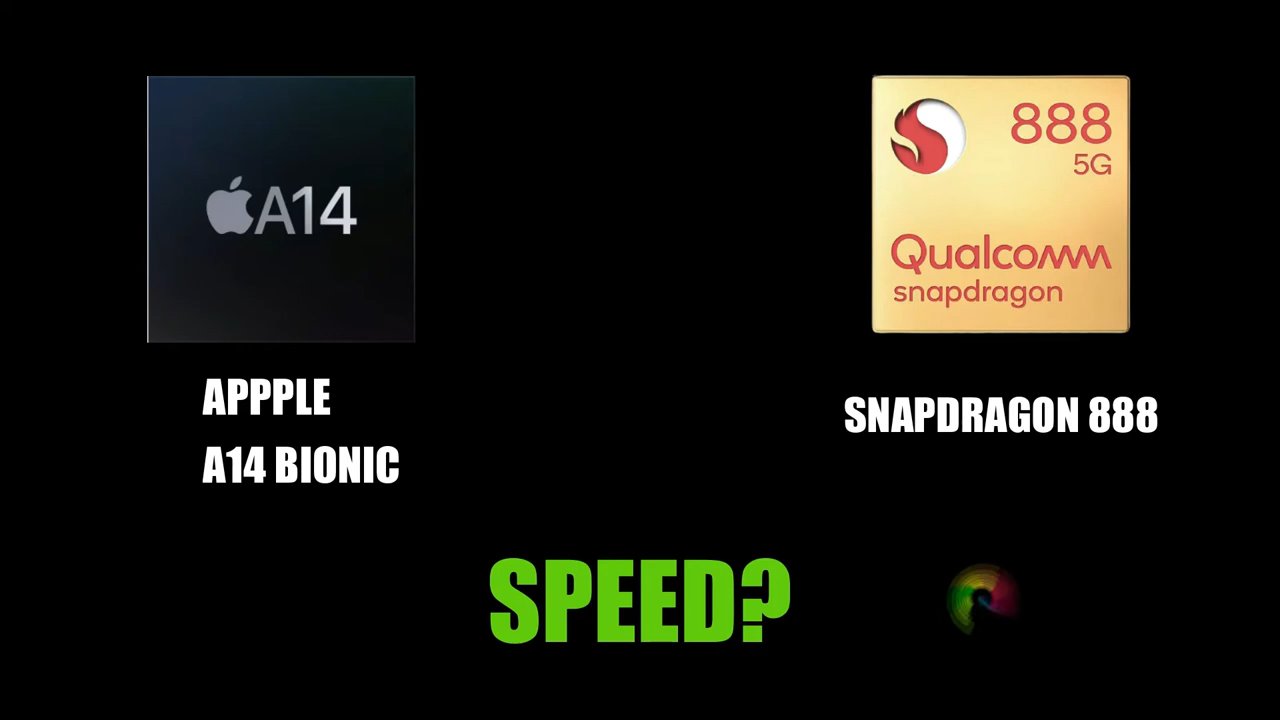 A14
888
5G
Qualcomm
snapdragon
APPPLE
A14 BIONIC
SNAPDRAGON 888
SPEED?